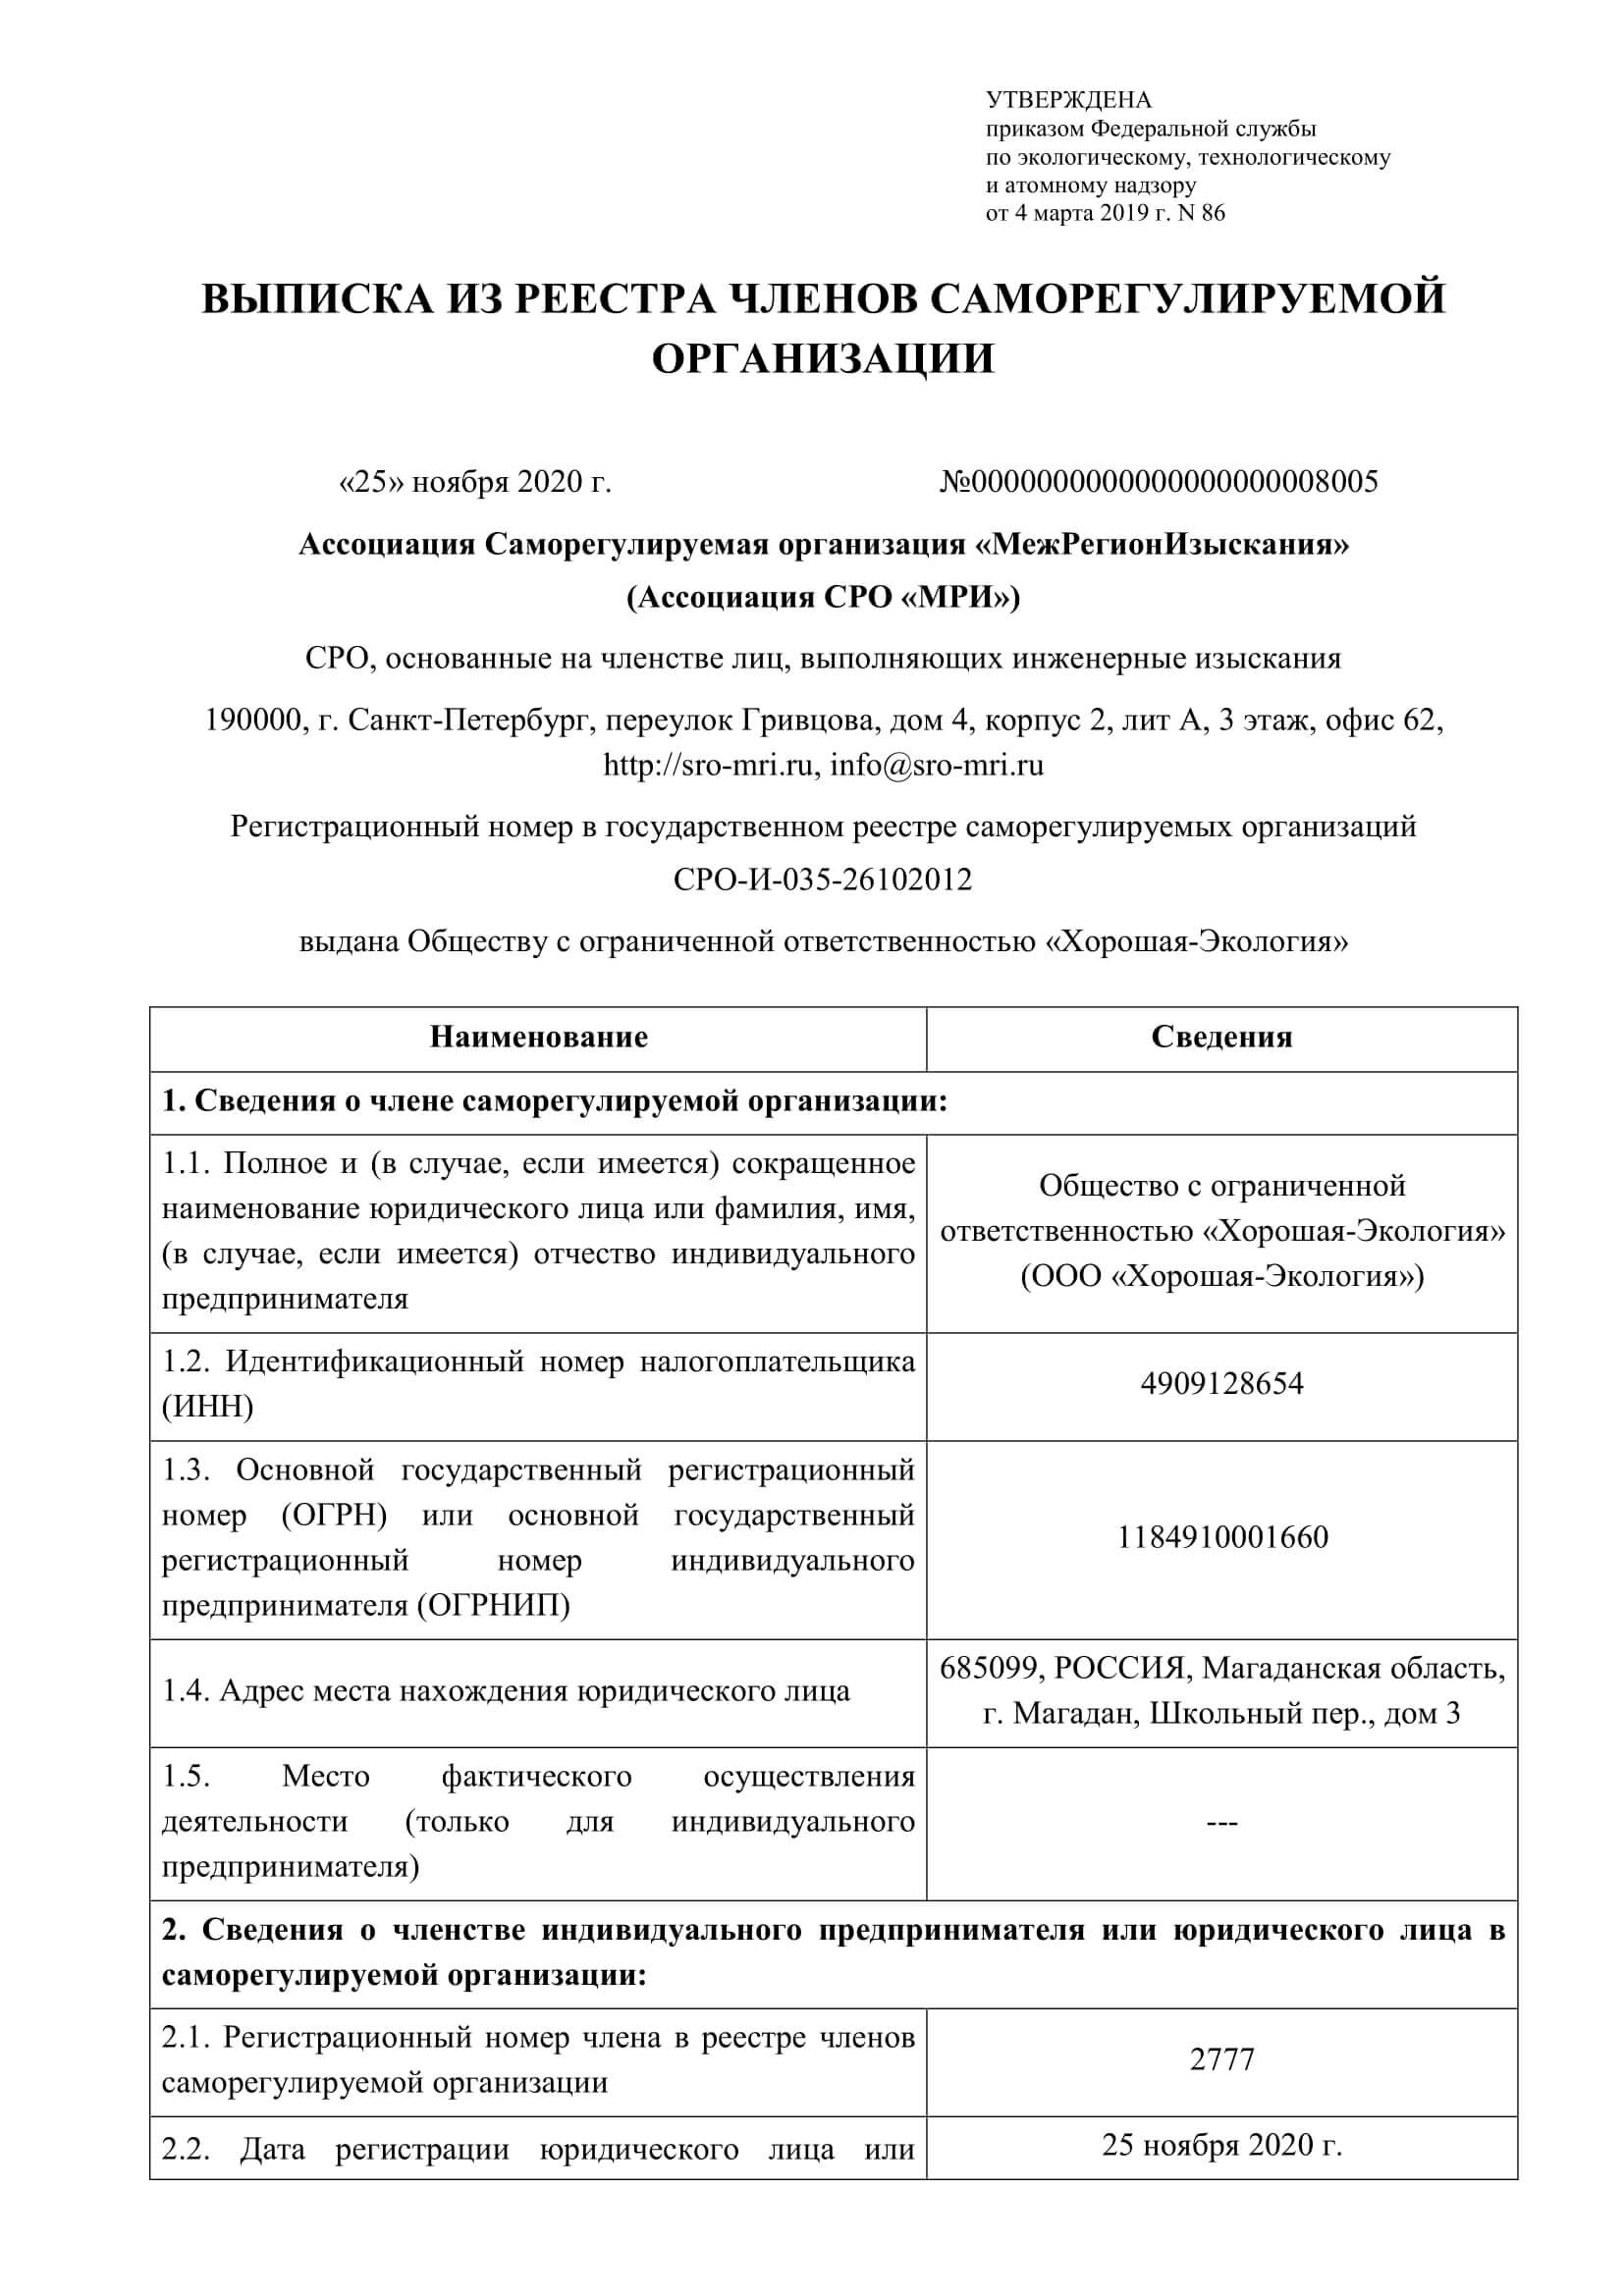 УТВЕРЖДЕНА
приказом Федеральной службы
по экологическому, технологическому
и атомному надзору
от 4 марта 2019 г. N 86
ВЫПИСКА ИЗ РЕЕСТРА ЧЛЕНОВ САМОРЕГУЛИРУЕМОЙ
ОРГАНИЗАЦИИ
«25» ноября 2020 г. №0000000000000000000008005
Ассоциация Саморегулируемая организация «МежРегионИзыскания»
(Ассоциация СРО «МРИ»)
СРО, основанные на членстве лиц, выполняющих инженерные изыскания
190000, г. Санкт-Петербург, переулок Гривцова, дом 4, корпус 2, лит А, 3 этаж, офис 62,
http://sro-mri.ru, info@sro-mri.ru
Регистрационный номер в государственном реестре саморегулируемых организаций
СРО-И-035-26102012
выдана Обществу с ограниченной ответственностью «Хорошая-Экология»
Наименование
Сведения
1. Сведения о члене саморегулируемой организации:
1.1. Полное и (в случае, если имеется) сокращенное
наименование юридического лица или фамилия, имя,
(в случае, если имеется) отчество индивидуального
предпринимателя
Общество с ограниченной
ответственностью «Хорошая-Экология»
(ООО «Хорошая-Экология»)
1.2. Идентификационный номер налогоплательщика
(ИНН)
4909128654
1.3. Основной государственный регистрационный
номер (ОГРН) или основной государственный
регистрационный номер индивидуального
предпринимателя (ОГРНИП)
1184910001660
1.4. Адрес места нахождения юридического лица
685099, РОССИЯ, Магаданская область,
г. Магадан, Школьный пер., дом 3
1.5. Место фактического осуществления
деятельности (только для индивидуального
предпринимателя)
---
2. Сведения о членстве индивидуального предпринимателя или юридического лица в
саморегулируемой организации:
2.1. Регистрационный номер члена в реестре членов
саморегулируемой организации
2777
2.2. Дата регистрации юридического лица или
25 ноября 2020 г.